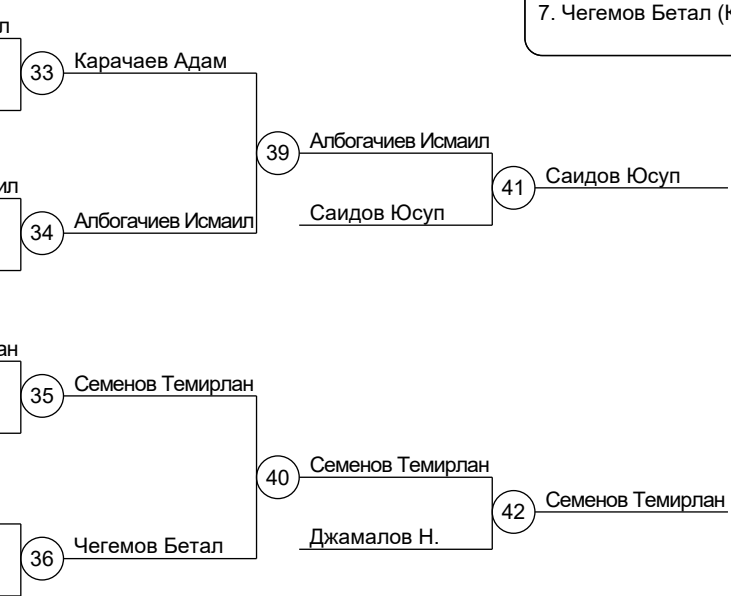 7. Чегемов Бетал
33
Карачаев Адам
39
Албогачиев Исмаил
41
Саидов Юсуп
34
Албогачиев Исмаил
Саидов Юсуп
35
Семенов Темирлан
40
Семенов Темирлан
42
Семенов Темирлан
36
Чегемов Бетал
Джамалов Н.